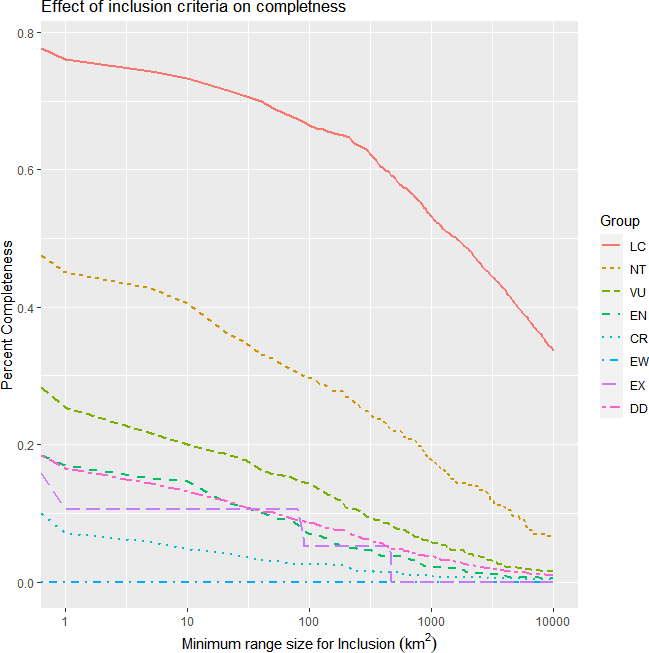 Effect of inclusion criteria on completness
0.8
0.6
0.4
0.2
0.0
Percent Completeness
1 10 100 1000 10000
Minimum range size for Inclusion (km²)
Group
LC
NT
VU
EN
CR
EW
EX
DD